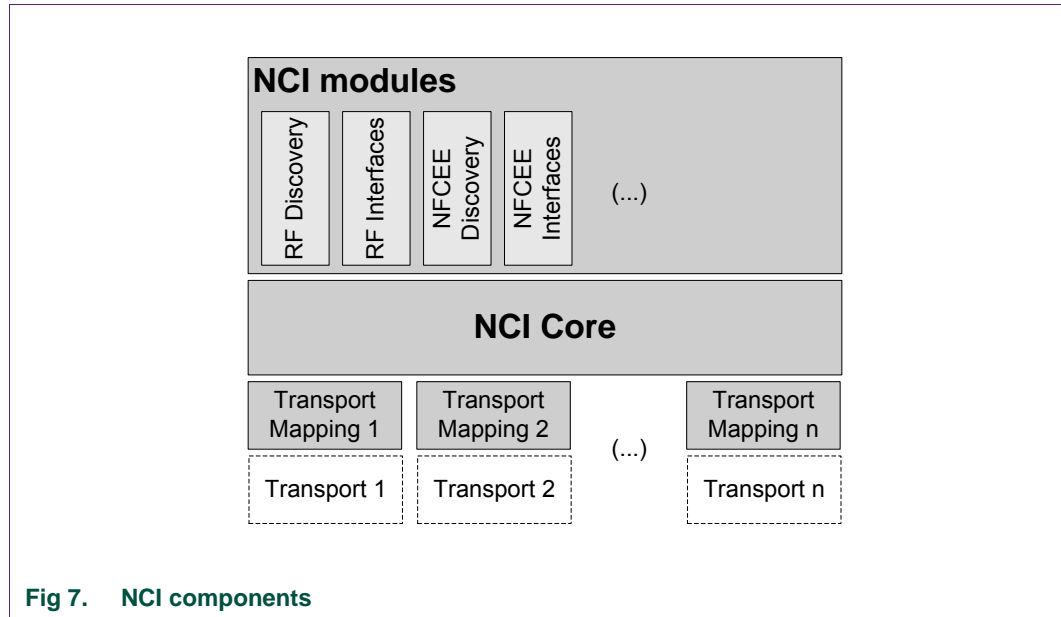 NCI modules
RF Discovery
RF Interfaces
NFCEE
Discovery
NFCEE
Interfaces
(...)
NCI Core
Transport
Mapping 1
Transport
Mapping 2
(...)
Transport
Mapping n
Transport 1
Transport 2
Transport n
Fig 7. NCI components